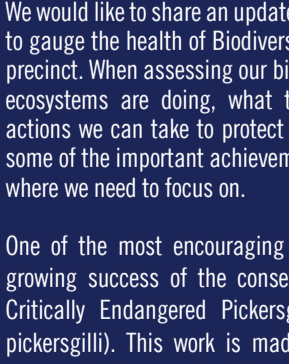 We would like to share an update
to gauge the health of Biodivers
precinct. When assessing our bi
ecosystems are doing, what t
actions we can take to protect
some of the important achievem
where we need to focus on.

One of the most encouraging
growing success of the conse
Critically Endangered Pickersg
pickersgilli). This work is mad